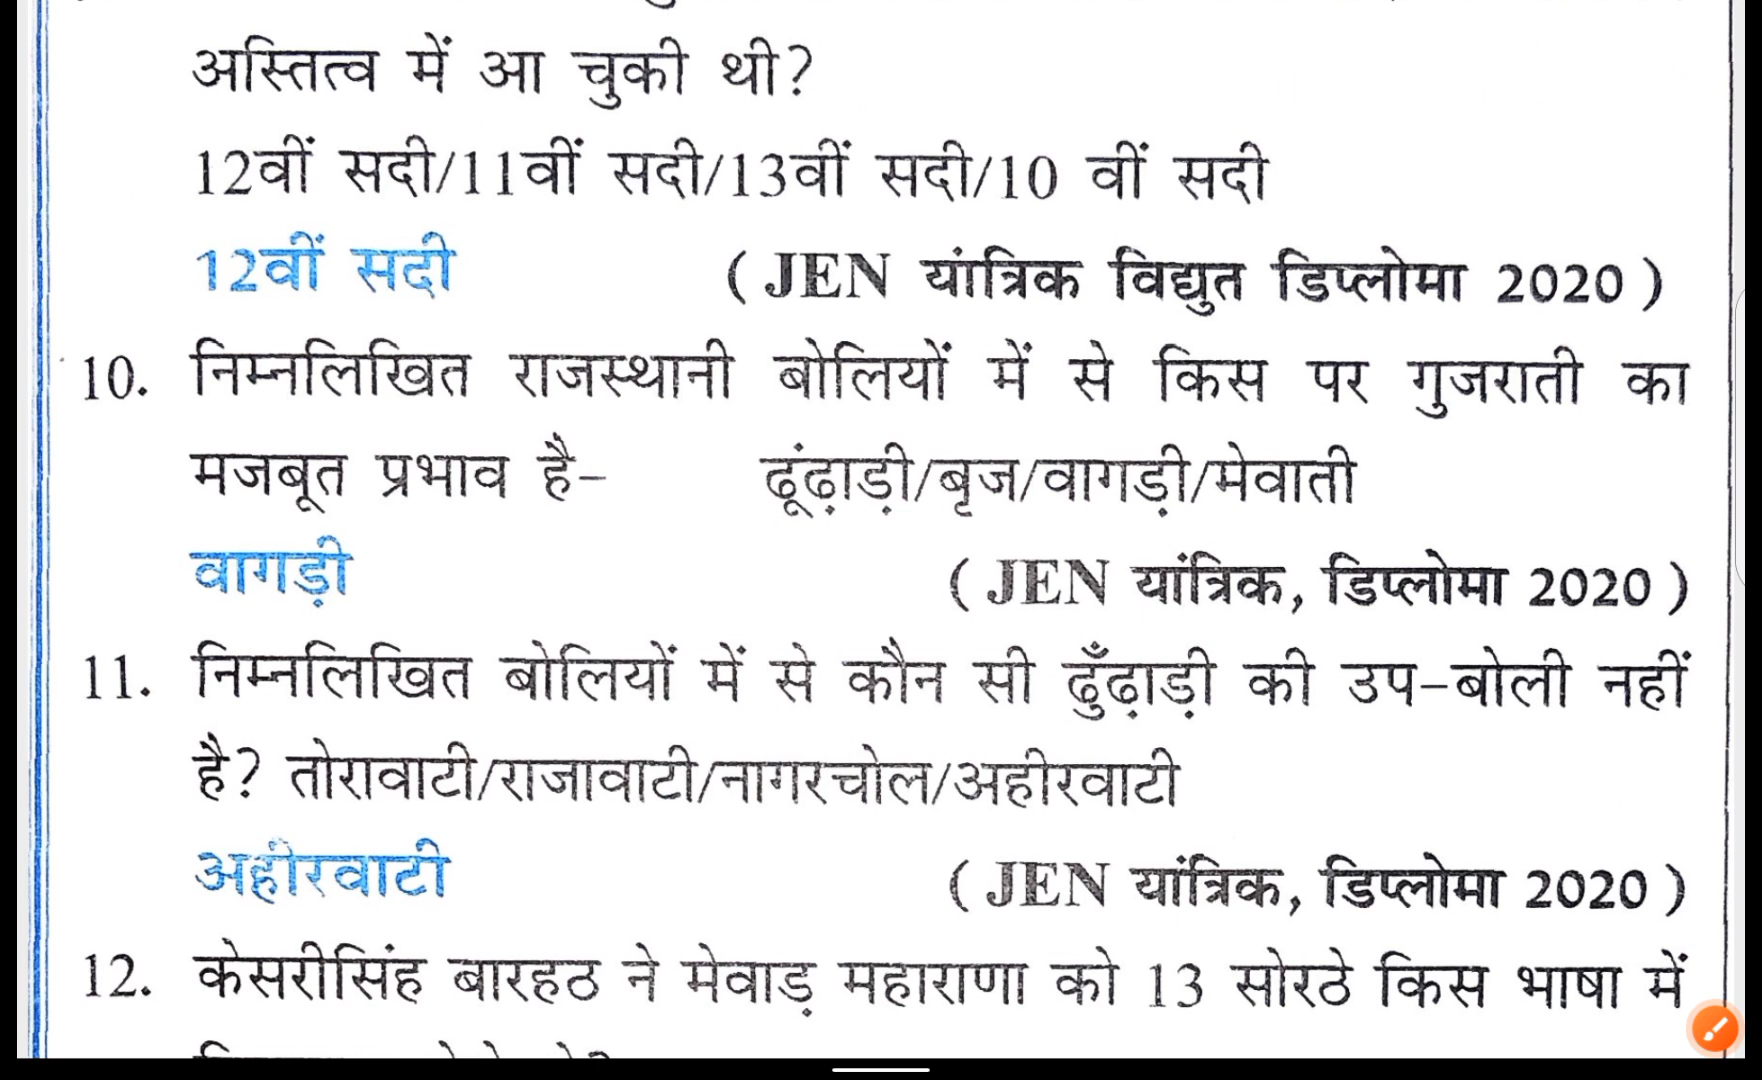 अस्तित्व में आ चुकी थी?
12वीं सदी/11वीं सदी/13वीं सदी/10 वीं सदी
12वीं सदी (JEN यांत्रिक विद्युत डिप्लोमा 2020)
10. निम्नलिखित राजस्थानी बोलियों में से किस पर गुजराती का
मजबूत प्रभाव है- ढूंढ़ाड़ी/बृज/वागड़ी/मेवाती
वागड़ी (JEN यांत्रिक, डिप्लोमा 2020)
11. निम्नलिखित बोलियों में से कौन सी ढुँढ़ाड़ी की उप-बोली नहीं
है? तोरावाटी/राजावाटी/नागरचोल/अहीरवाटी
अहीरवाटी (JEN यांत्रिक, डिप्लोमा 2020)
12. केसरीसिंह बारहठ ने मेवाड़ महाराणा को 13 सोरठे किस भाषा में